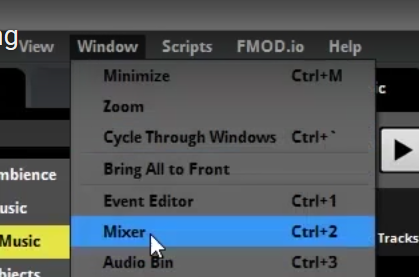 ng
View Window Scripts FMOD.io Help
Minimize Ctrl+M
Zoom
Cycle Through Windows Ctrl+`
Bring All to Front
Event Editor Ctrl+1
Mixer Ctrl+2
Audio Bin Ctrl+3
ic
mbience
usic
Music
bjects
Tracks